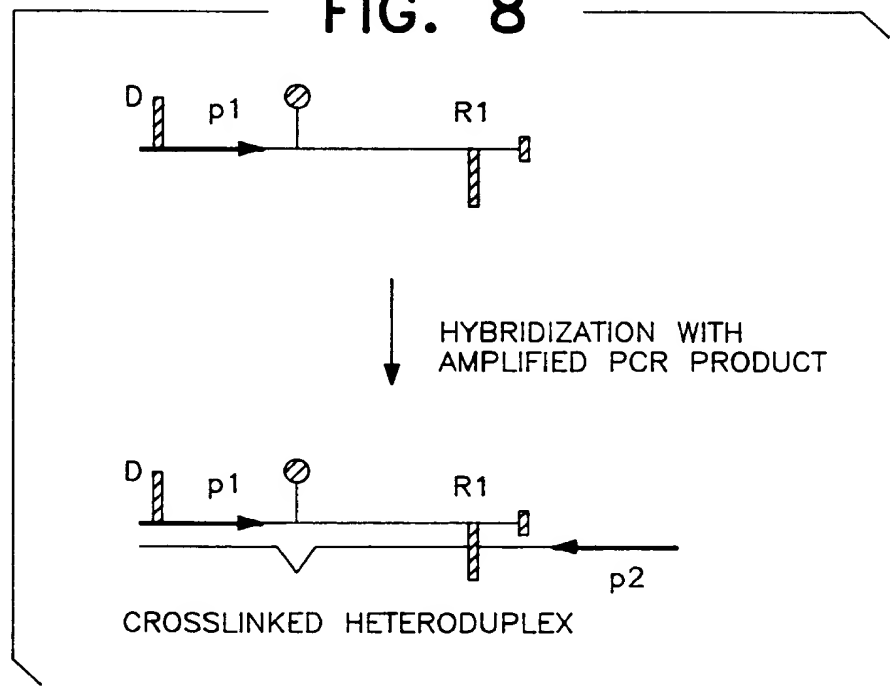 FIG. 8
D
p1
R1
HYBRIDIZATION WITH
AMPLIFIED PCR PRODUCT
D
p1
R1
p2
CROSSLINKED HETERODUPLEX